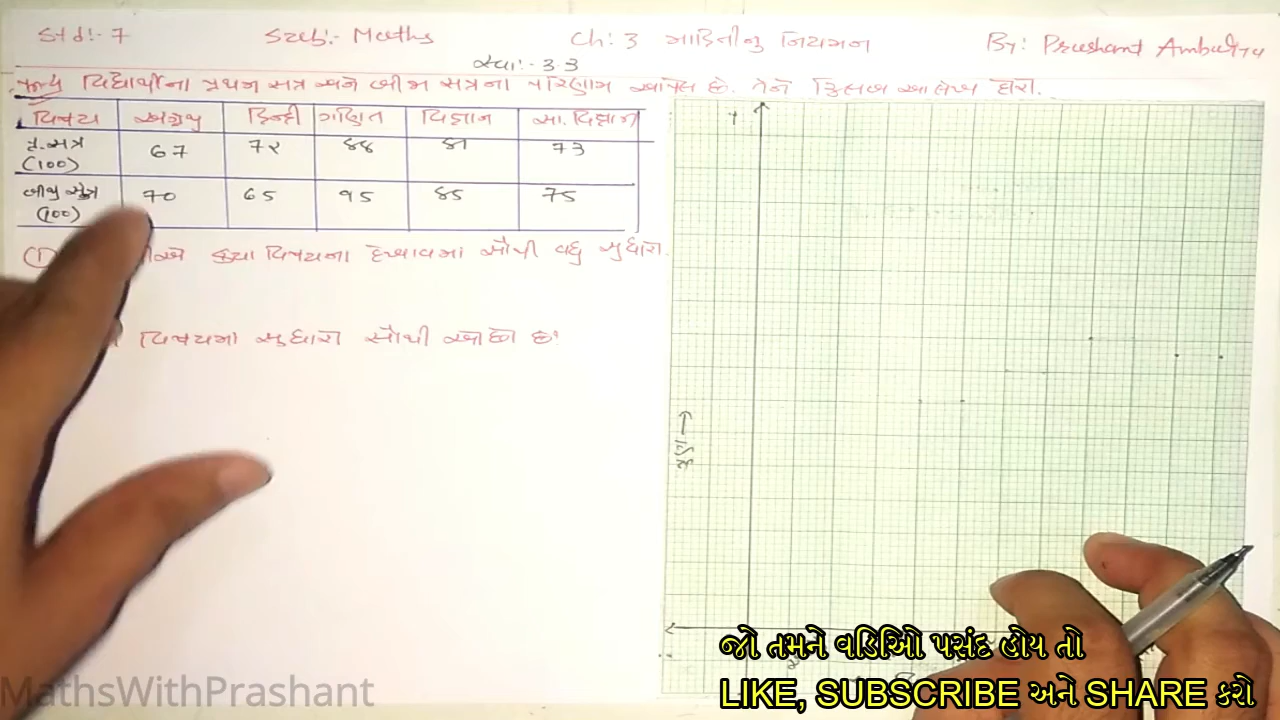 Std:- 7 Sub:- Maths Ch: 3 માહિતીનું નિયમન By: Prashant
સ્વા:- 3.3
વિદ્યાર્થીના પ્રથમ સત્ર અને બીજા સત્રના પરિણામ આપેલ છે. તેને દ્વિલંબ આલેખ દોરો.
વિષય અંગ્રેજી હિન્દી ગણિત વિજ્ઞાન સા. વિજ્ઞાન
પ્ર. સત્ર 67 72 88 81 73
(100)
બીજુ સત્ર 70 65 95 85 75
(100)
① કયા વિષયના દેખાવમાં સૌથી વધુ સુધારો.
વિષયમાં સુધારો સૌથી ઓછો છે?
ગુણ →
જો તમને વડિઓિ પસંદ હોય તો
LIKE, SUBSCRIBE અને SHARE કરો
MathsWithPrashant